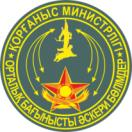 ҚОРҒАНЫС МИНИСТРЛІГІ
ОРТАЛЫҚ БАҒЫНЫСТЫ ӘСКЕРИ БӨЛІМДЕР